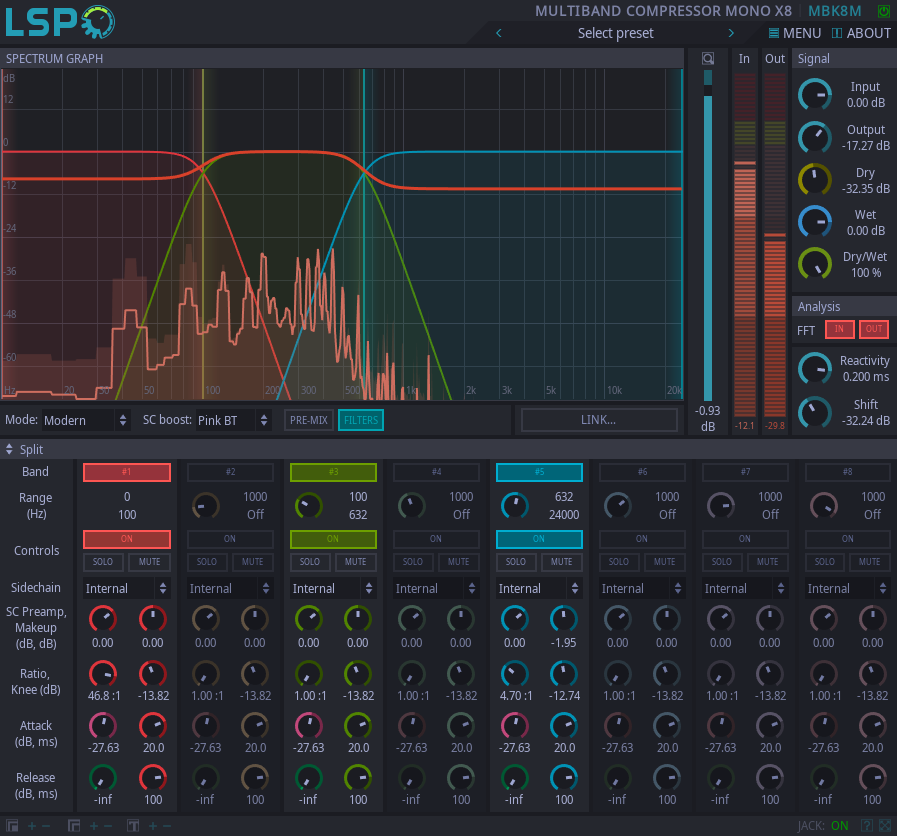 LSP
MULTIBAND COMPRESSOR MONO X8 MBK8M
Select preset
MENU ABOUT
SPECTRUM GRAPH
In Out
Signal
dB
12
0
-12
-24
-36
-48
-60
Hz 20 30 50 100 200 300 500 1k 2k 3k 5k 10k 20k
-0.93
dB
-12.1 -29.8
Input
0.00 dB
Output
-17.27 dB
Dry
-32.35 dB
Wet
0.00 dB
Dry/Wet
100 %
Analysis
FFT IN OUT
Reactivity
0.200 ms
Shift
-32.24 dB
Mode: Modern SC boost: Pink BT PRE-MIX FILTERS LINK...
Split
Band #1 #2 #3 #4 #5 #6 #7 #8
Range 0 1000 100 1000 632 1000 1000 1000
(Hz) 100 Off 632 Off 24000 Off Off Off
ON ON ON ON ON ON ON ON
Controls
SOLO MUTE SOLO MUTE SOLO MUTE SOLO MUTE SOLO MUTE SOLO MUTE SOLO MUTE SOLO MUTE
Sidechain Internal Internal Internal Internal Internal Internal Internal Internal
SC Preamp,
Makeup
(dB, dB) 0.00 0.00 0.00 0.00 0.00 0.00 0.00 0.00 0.00 -1.95 0.00 0.00 0.00 0.00 0.00 0.00
Ratio,
Knee (dB) 46.8 :1 -13.82 1.00 :1 -13.82 1.00 :1 -13.82 1.00 :1 -13.82 4.70 :1 -12.74 1.00 :1 -13.82 1.00 :1 -13.82 1.00 :1 -13.82
Attack
(dB, ms) -27.63 20.0 -27.63 20.0 -27.63 20.0 -27.63 20.0 -27.63 20.0 -27.63 20.0 -27.63 20.0 -27.63 20.0
Release
(dB, ms) -inf 100 -inf 100 -inf 100 -inf 100 -inf 100 -inf 100 -inf 100 -inf 100
JACK: ON